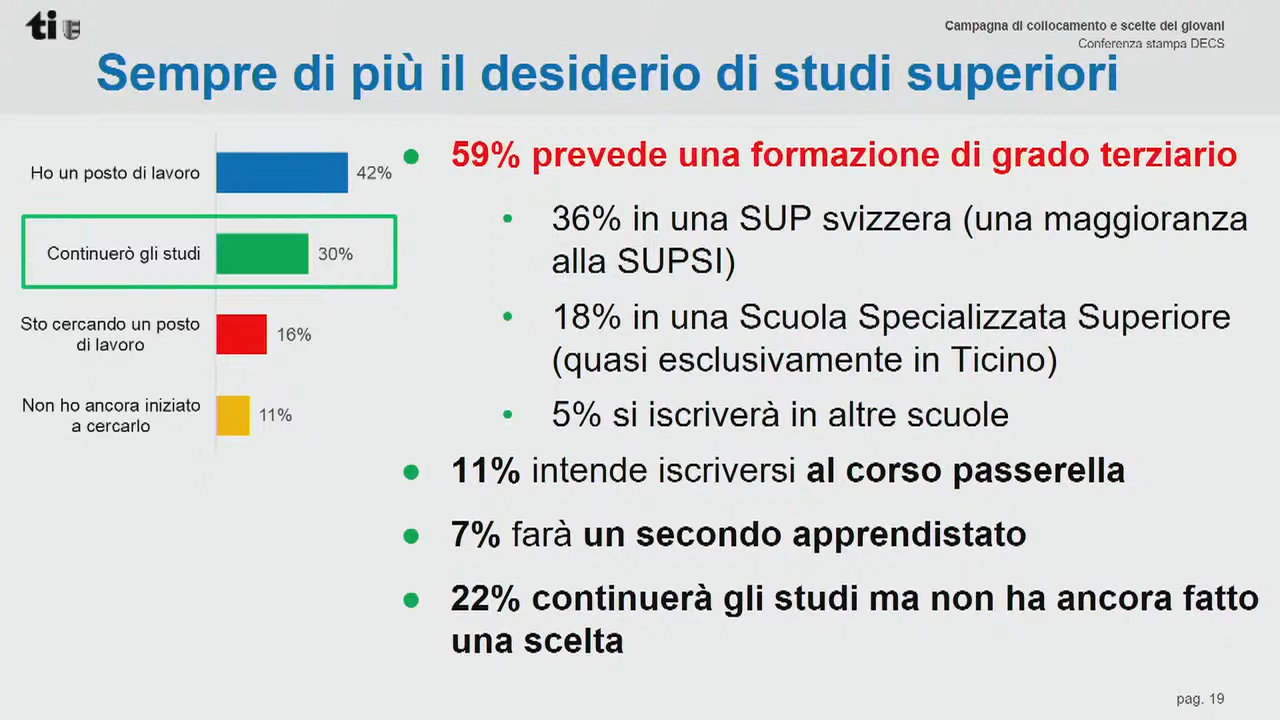 ti
Campagna di collocamento e scelte dei giovani
Conferenza stampa DECS
Sempre di più il desiderio di studi superiori
Ho un posto di lavoro
42%
Continuerò gli studi
30%
Sto cercando un posto
di lavoro
16%
Non ho ancora iniziato
a cercarlo
11%
59% prevede una formazione di grado terziario
36% in una SUP svizzera (una maggioranza
alla SUPSI)
18% in una Scuola Specializzata Superiore
(quasi esclusivamente in Ticino)
5% si iscriverà in altre scuole
11% intende iscriversi al corso passerella
7% farà un secondo apprendistato
22% continuerà gli studi ma non ha ancora fatto
una scelta
pag. 19